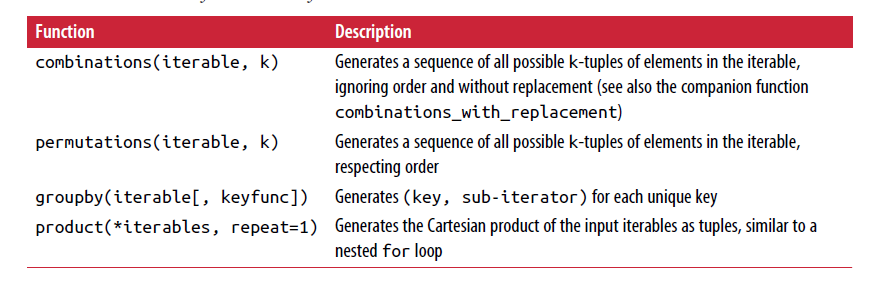 Function Description
combinations(iterable, k) Generates a sequence of all possible k-tuples of elements in the iterable,
ignoring order and without replacement (see also the companion function
combinations_with_replacement)
permutations(iterable, k) Generates a sequence of all possible k-tuples of elements in the iterable,
respecting order
groupby(iterable[, keyfunc]) Generates (key, sub-iterator) for each unique key
product(*iterables, repeat=1) Generates the Cartesian product of the input iterables as tuples, similar to a
nested for loop